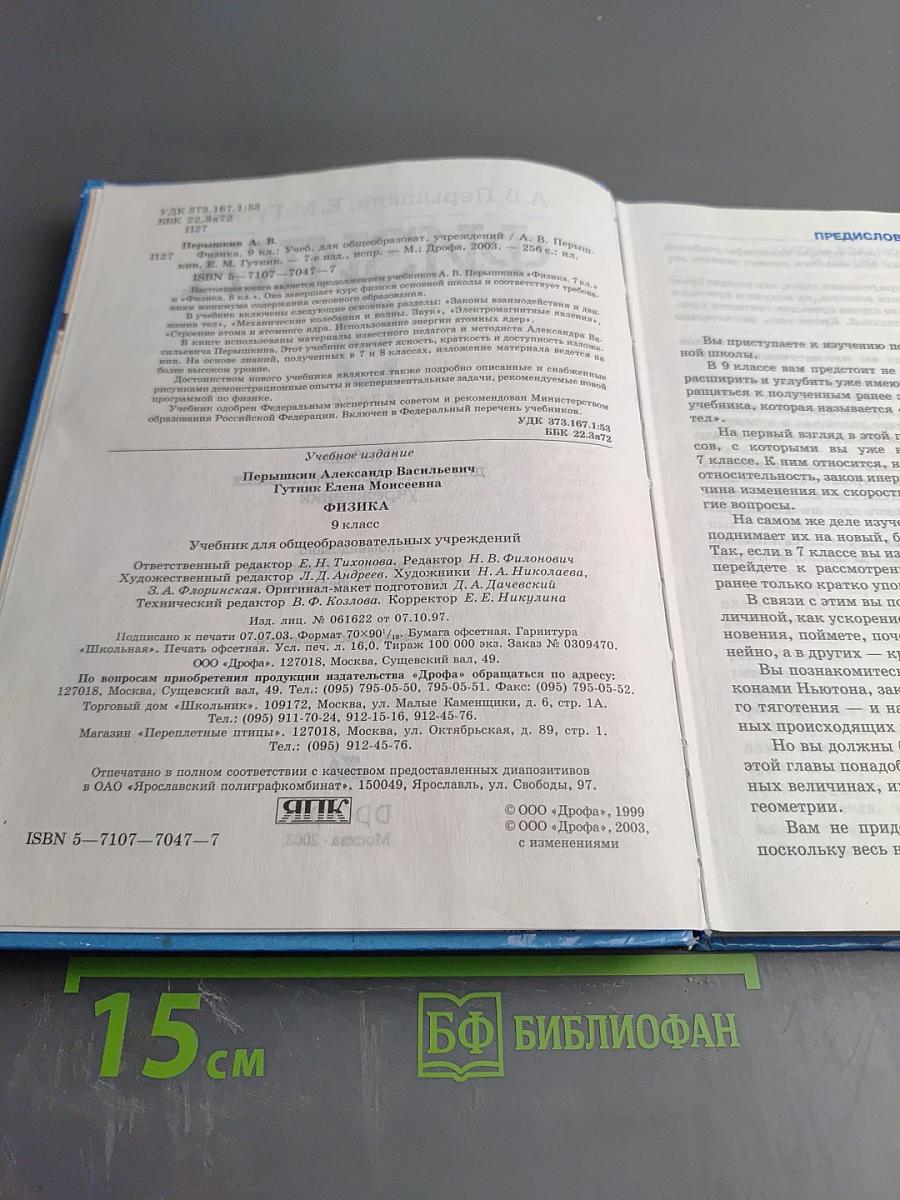 УДК 373.167.1:53
ББК 22.3я72
П27
Перышкин А. В.
П27 Физика. 9 кл.: Учеб. для общеобразоват. учреждений / А. В. Перыш-
кин, Е. М. Гутник. — 7-е изд., испр. — М.: Дрофа, 2003. — 256 с.: ил.
ISBN 5—7107—7047—7
Настоящая книга является продолжением учебников А. В. Перышкина «Физика. 7 кл.»
и «Физика. 8 кл.». Она завершает курс физики основной школы и соответствует требова-
ниям минимума содержания основного образования.
В учебник включены следующие основные разделы: «Законы взаимодействия и дви-
жения тел», «Механические колебания и волны. Звук», «Электромагнитные явления»,
«Строение атома и атомного ядра. Использование энергии атомных ядер».
В книге использованы материалы известного педагога и методиста Александра Ва-
сильевича Перышкина. Этот учебник отличает ясность, краткость и доступность изложе-
ния. На основе знаний, полученных в 7 и 8 классах, изложение материала ведется на
более высоком уровне.
Достоинством нового учебника являются также подробно описанные и снабженные
рисунками демонстрационные опыты и экспериментальные задачи, рекомендуемые новой
программой по физике.
Учебник одобрен Федеральным экспертным советом и рекомендован Министерством
образования Российской Федерации. Включен в Федеральный перечень учебников.
УДК 373.167.1:53
ББК 22.3я72
Учебное издание
Перышкин Александр Васильевич
Гутник Елена Моисеевна
ФИЗИКА
9 класс
Учебник для общеобразовательных учреждений
Ответственный редактор Е. Н. Тихонова. Редактор Н. В. Филонович
Художественный редактор Л. Д. Андреев. Художники Н. А. Николаева,
З. А. Флоринская. Оригинал-макет подготовил Д. А. Дачевский
Технический редактор В. Ф. Козлова. Корректор Е. Е. Никулина
Изд. лиц. № 061622 от 07.10.97.
Подписано к печати 07.07.03. Формат 70×90¹/₁₆. Бумага офсетная. Гарнитура
«Школьная». Печать офсетная. Усл. печ. л. 16,0. Тираж 100 000 экз. Заказ № 0309470.
ООО «Дрофа». 127018, Москва, Сущевский вал, 49.
По вопросам приобретения продукции издательства «Дрофа» обращаться по адресу:
127018, Москва, Сущевский вал, 49. Тел.: (095) 795-05-50, 795-05-51. Факс: (095) 795-05-52.
Торговый дом «Школьник». 109172, Москва, ул. Малые Каменщики, д. 6, стр. 1А.
Тел.: (095) 911-70-24, 912-15-16, 912-45-76.
Магазин «Переплетные птицы». 127018, Москва, ул. Октябрьская, д. 89, стр. 1.
Тел.: (095) 912-45-76.
Отпечатано в полном соответствии с качеством предоставленных диапозитивов
в ОАО «Ярославский полиграфкомбинат». 150049, Ярославль, ул. Свободы, 97.
ЯПК
© ООО «Дрофа», 1999
© ООО «Дрофа», 2003,
с изменениями
ISBN 5—7107—7047—7
ПРЕДИСЛОВ
Вы приступаете к изучению по
ной школы.
В 9 классе вам предстоит не
расширить и углубить уже имею
ращаться к полученным ранее з
учебника, которая называется «
тел».
На первый взгляд в этой г
сов, с которыми вы уже
7 классе. К ним относится, н
относительность, закон инер
чина изменения их скорост
гие вопросы.
На самом же деле изуче
поднимает их на новый, б
Так, если в 7 классе вы из
перейдете к рассмотрен
ранее только кратко упо
В связи с этим вы по
личиной, как ускорени
новения, поймете, поч
нейно, а в других — кр
Вы познакомитесь
конами Ньютона, зак
го тяготения — и на
ных происходящих
Но вы должны
этой главы понадоб
ных величинах, их
геометрии.
Вам не приде
поскольку весь н
15 см
БФ БИБЛИОФАН